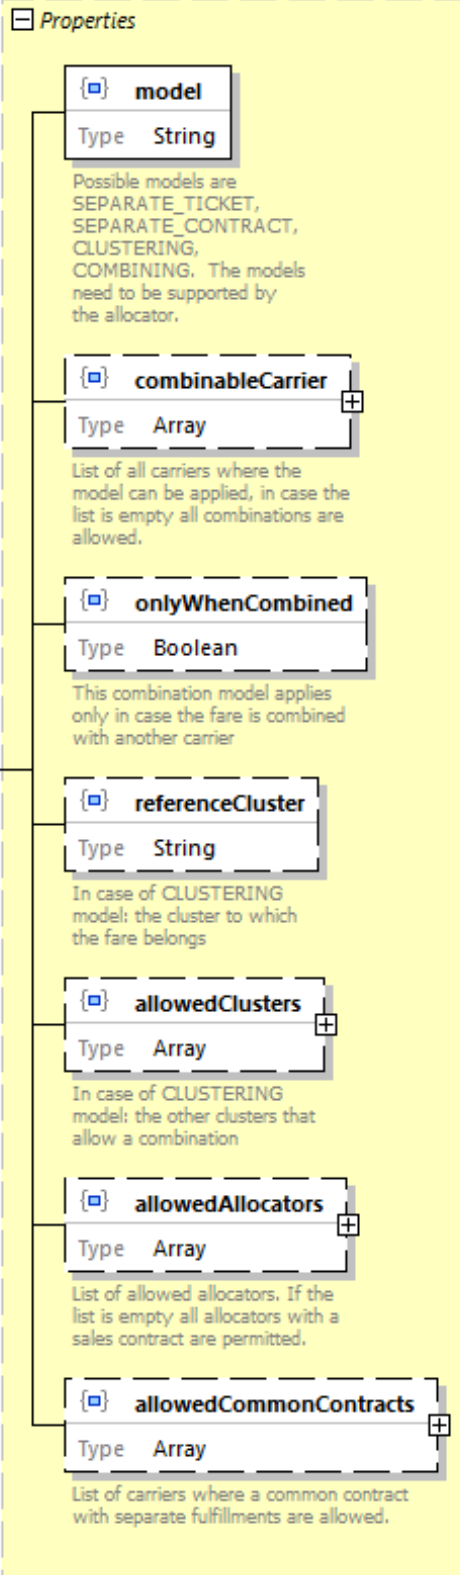 Properties
model
Type String
Possible models are
SEPARATE_TICKET,
SEPARATE_CONTRACT,
CLUSTERING,
COMBINING. The models
need to be supported by
the allocator.
combinableCarrier
Type Array
List of all carriers where the
model can be applied, in case the
list is empty all combinations are
allowed.
onlyWhenCombined
Type Boolean
This combination model applies
only in case the fare is combined
with another carrier
referenceCluster
Type String
In case of CLUSTERING
model: the cluster to which
the fare belongs
allowedClusters
Type Array
In case of CLUSTERING
model: the other clusters that
allow a combination
allowedAllocators
Type Array
List of allowed allocators. If the
list is empty all allocators with a
sales contract are permitted.
allowedCommonContracts
Type Array
List of carriers where a common contract
with separate fulfillments are allowed.